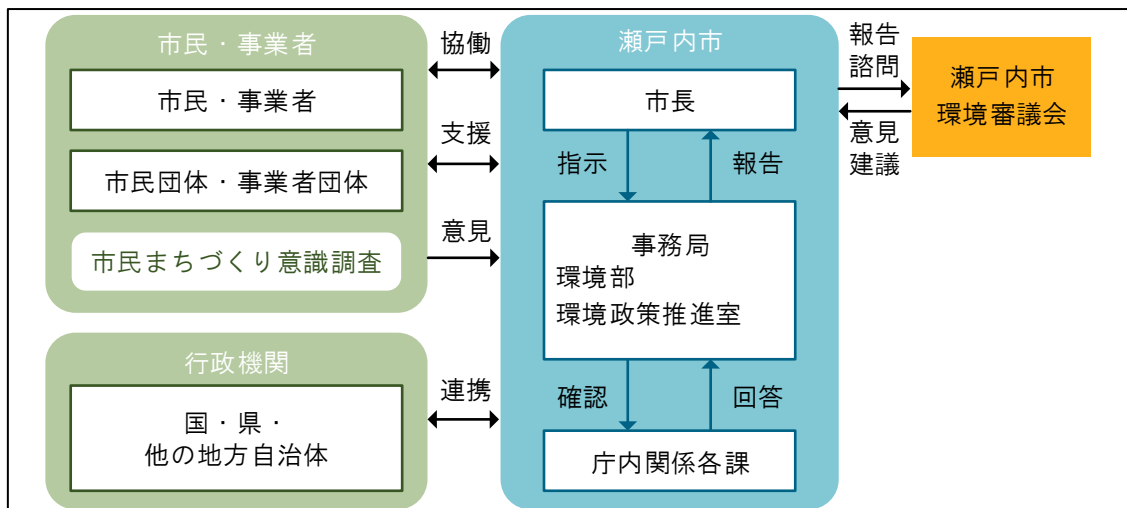 市民・事業者
市民・事業者
市民団体・事業者団体
市民まちづくり意識調査
行政機関
国・県・
他の地方自治体
協働
支援
意見
連携
瀬戸内市
市長
指示
報告
事務局
環境部
環境政策推進室
確認
回答
庁内関係各課
報告
諮問
意見
建議
瀬戸内市
環境審議会